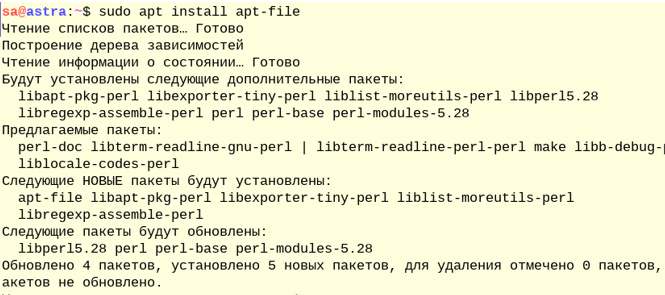 sa@astra:~$ sudo apt install apt-file
Чтение списков пакетов… Готово
Построение дерева зависимостей
Чтение информации о состоянии… Готово
Будут установлены следующие дополнительные пакеты:
libapt-pkg-perl libexporter-tiny-perl liblist-moreutils-perl libperl5.28
libregexp-assemble-perl perl perl-base perl-modules-5.28
Предлагаемые пакеты:
perl-doc libterm-readline-gnu-perl | libterm-readline-perl-perl make libb-debug-p
liblocale-codes-perl
Следующие НОВЫЕ пакеты будут установлены:
apt-file libapt-pkg-perl libexporter-tiny-perl liblist-moreutils-perl
libregexp-assemble-perl
Следующие пакеты будут обновлены:
libperl5.28 perl perl-base perl-modules-5.28
Обновлено 4 пакетов, установлено 5 новых пакетов, для удаления отмечено 0 пакетов,
акетов не обновлено.